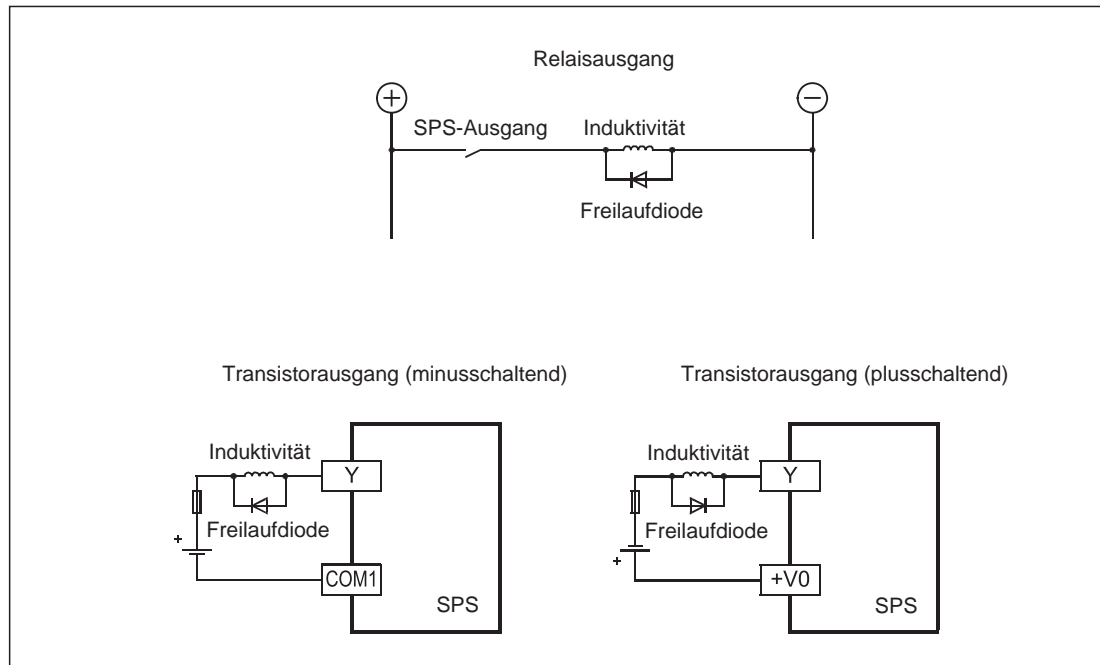 Relaisausgang
+
−
SPS-Ausgang
Induktivität
Freilaufdiode
Transistorausgang (minusschaltend)
Induktivität
Y
Freilaufdiode
+
COM1
SPS
Transistorausgang (plusschaltend)
Induktivität
Y
Freilaufdiode
+
+V0
SPS